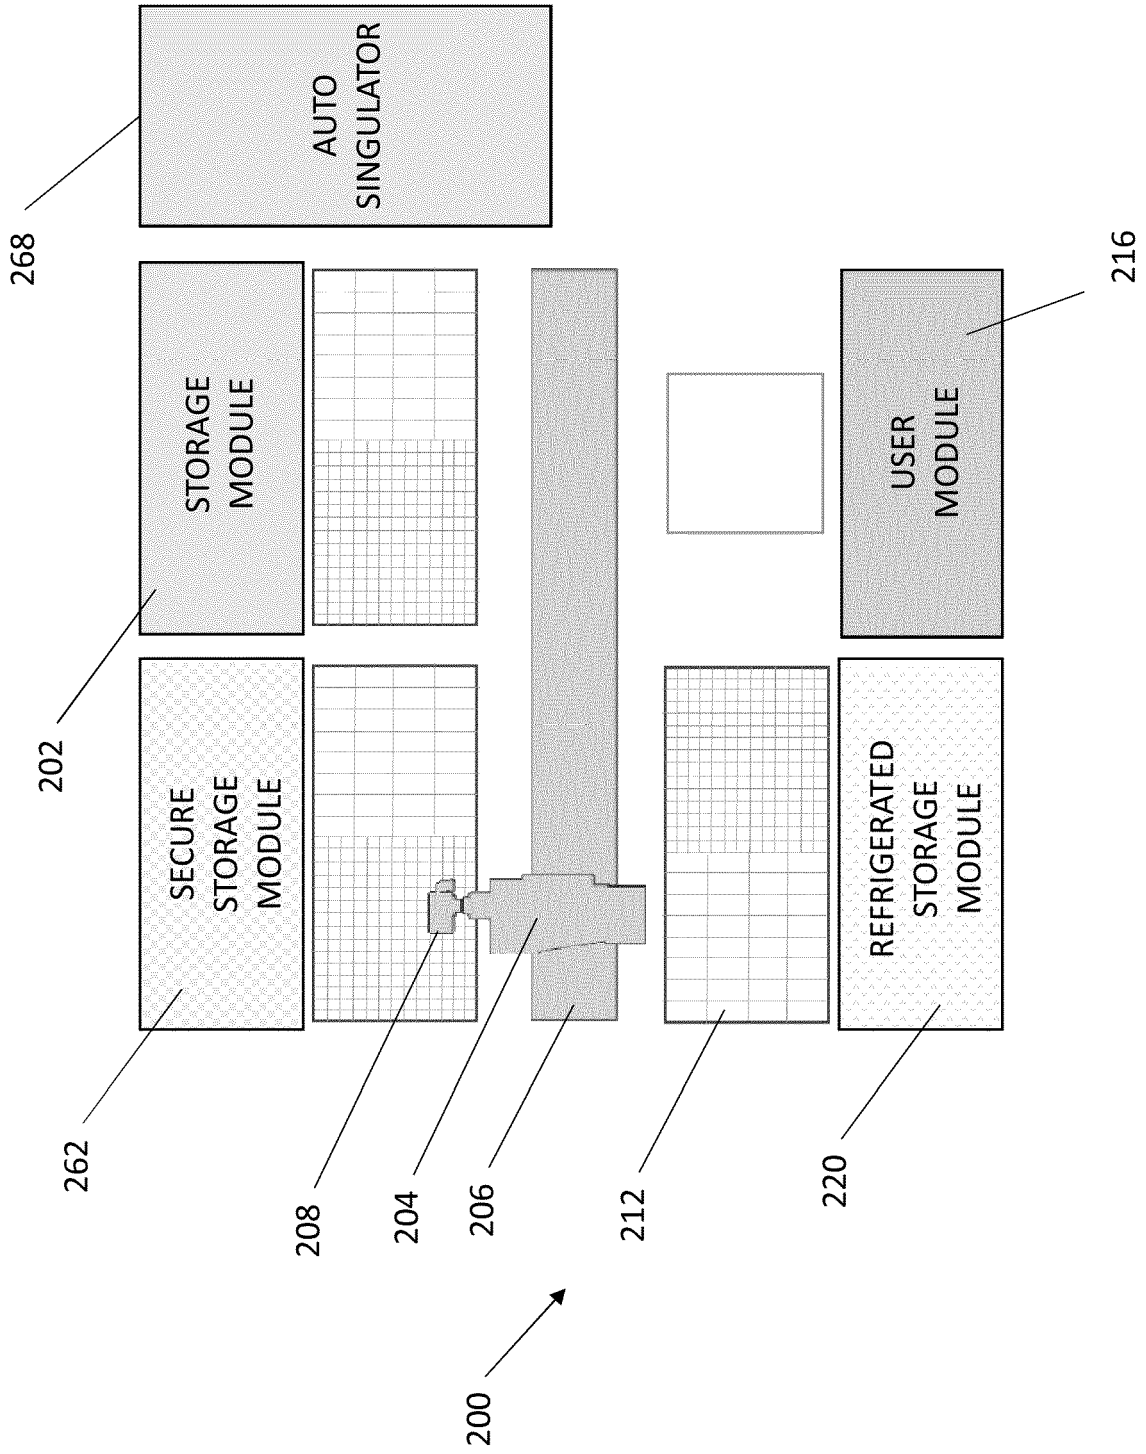 AUTO
SINGULATOR
268
STORAGE
MODULE
202
SECURE
STORAGE
MODULE
262
USER
MODULE
216
REFRIGERATED
STORAGE
MODULE
220
208
204
206
212
200